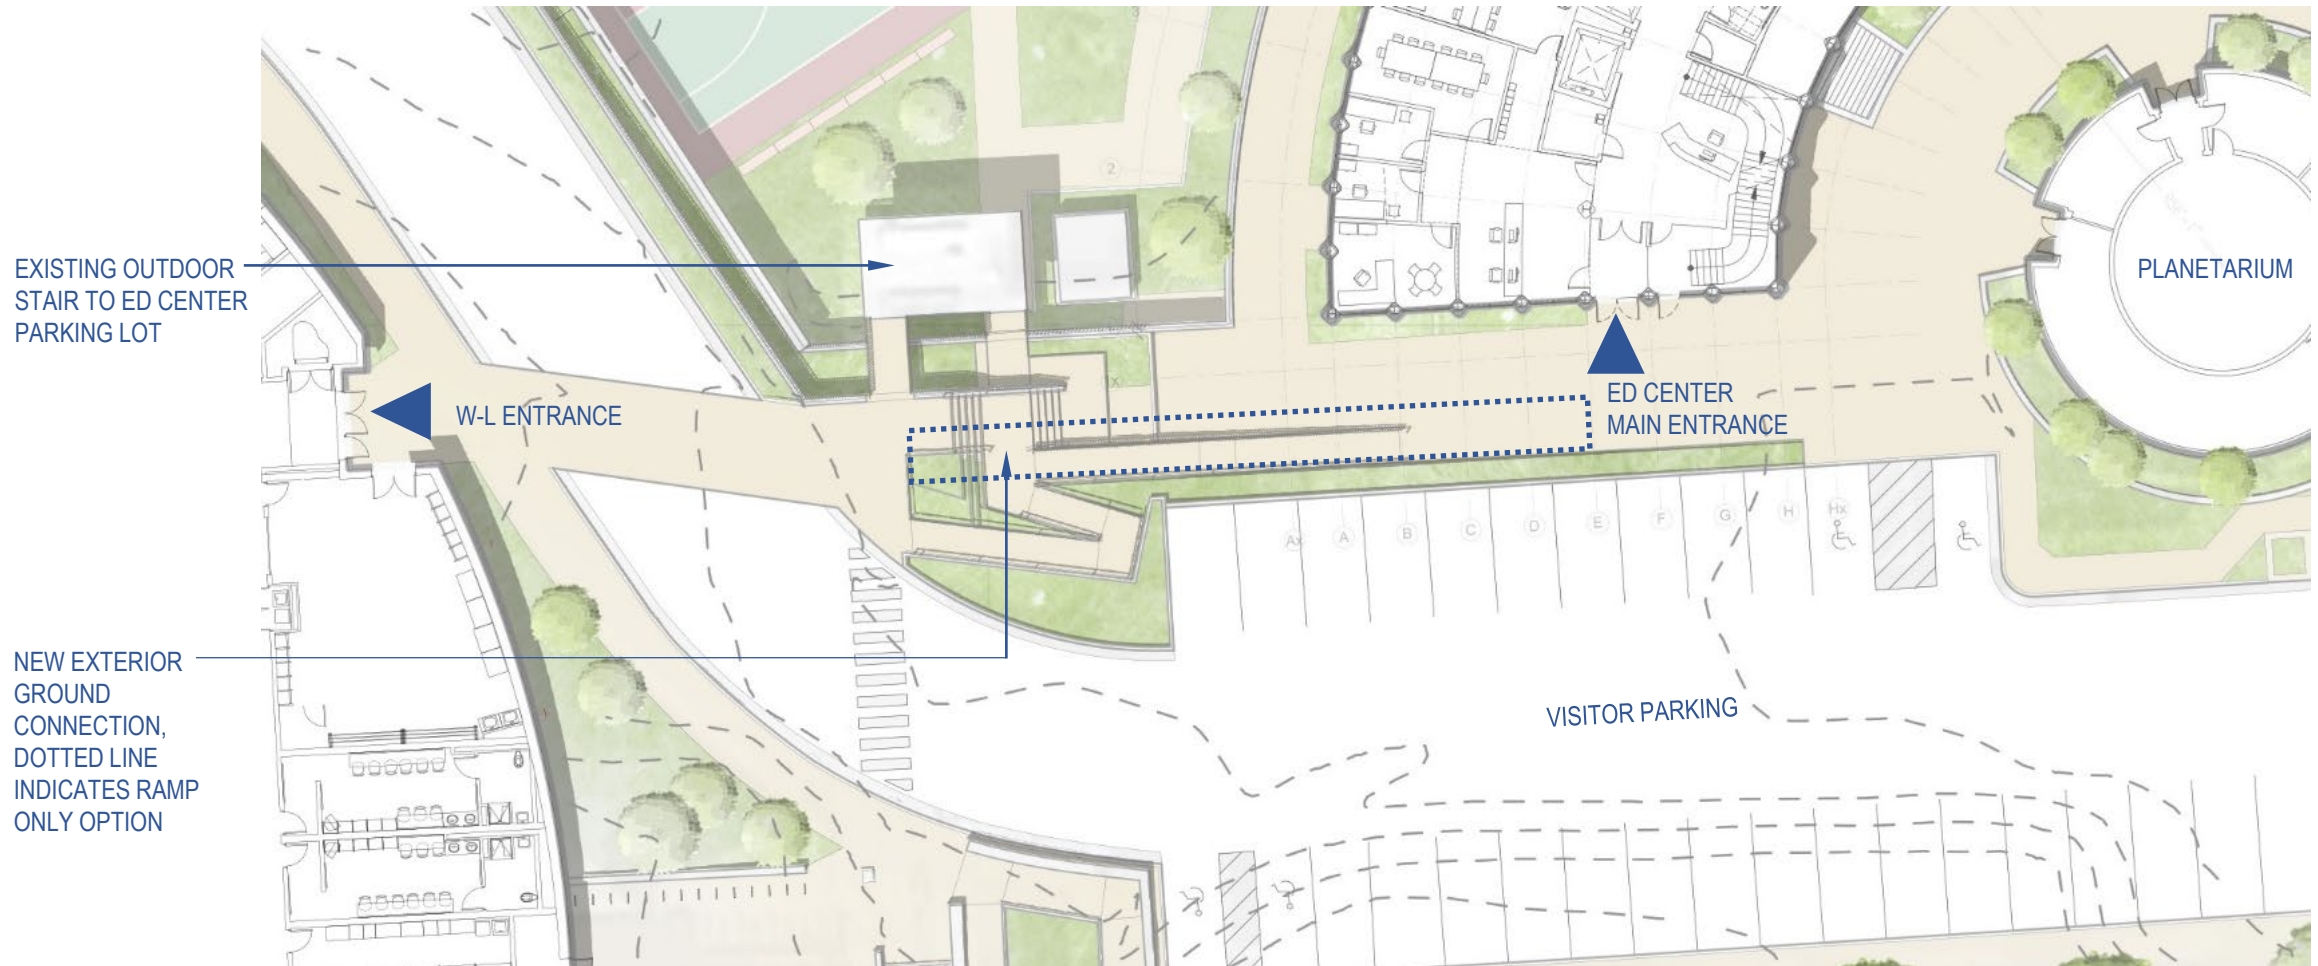 EXISTING OUTDOOR
STAIR TO ED CENTER
PARKING LOT
W-L ENTRANCE
ED CENTER
MAIN ENTRANCE
PLANETARIUM
NEW EXTERIOR
GROUND
CONNECTION,
DOTTED LINE
INDICATES RAMP
ONLY OPTION
VISITOR PARKING
2
Ax
A
B
C
D
E
F
G
H
Hx